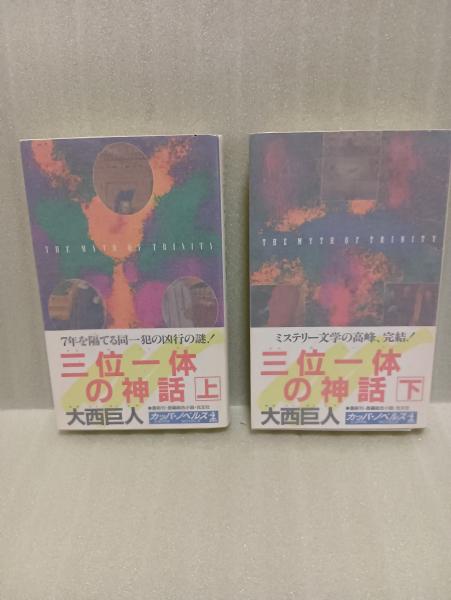 THE MYTH OF TRINITY
7年を隔てる同一犯の凶行の謎!
三位一体
の神話 上
大西巨人
カッパ・ノベルス
THE MYTH OF TRINITY
ミステリー文学の高峰、完結!
三位一体
の神話 下
大西巨人
カッパ・ノベルス